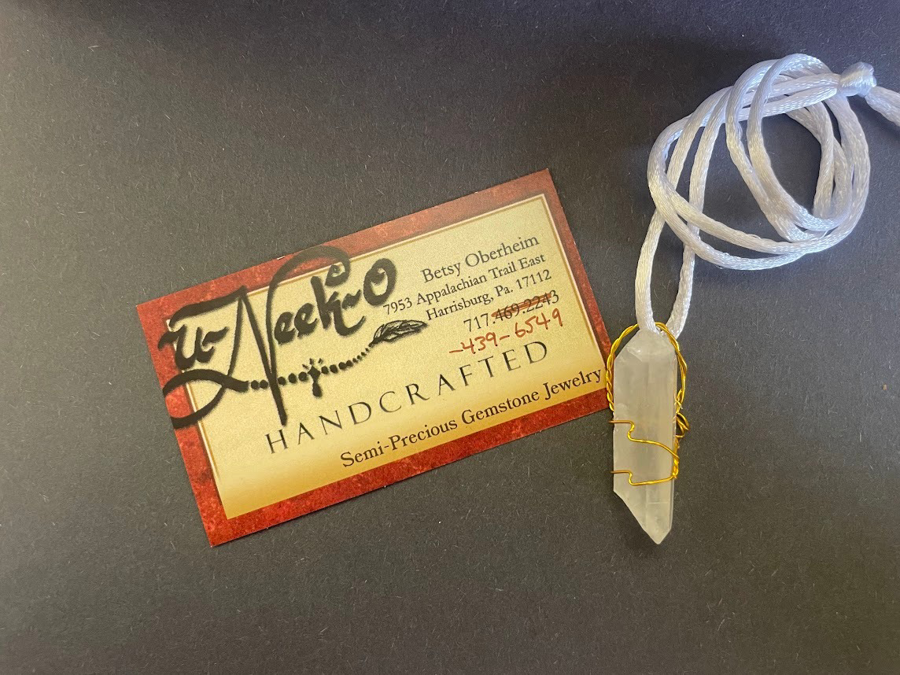 u-Neek-O
Betsy Oberheim
7953 Appalachian Trail East
Harrisburg, Pa. 17112
717.469.2243
-439-6549
HANDCRAFTED
Semi-Precious Gemstone Jewelry